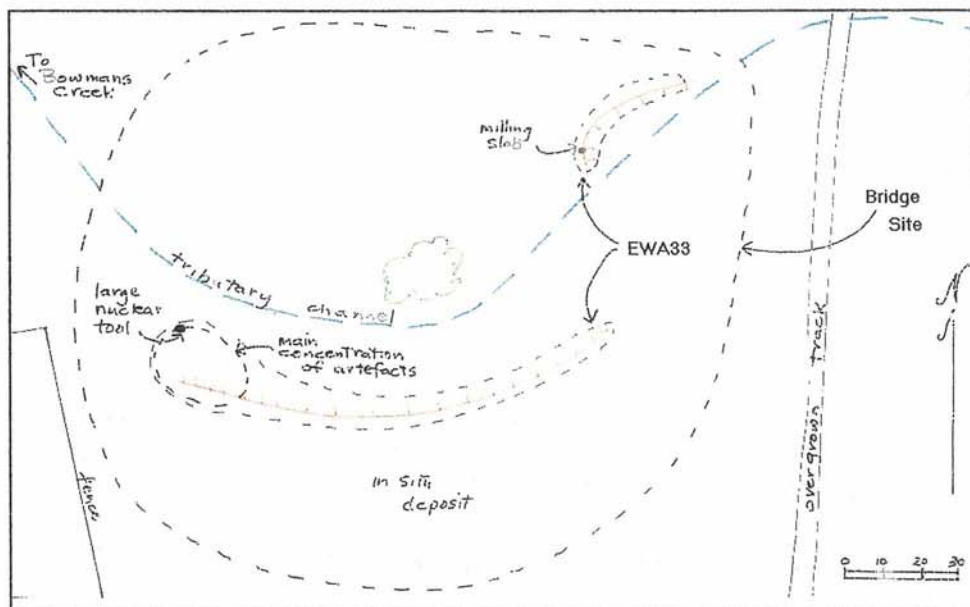 To
Bowmans
Creek
milling
slab
Bridge
Site
EWA33
tributary
channel
large
nuclear
tool
main
concentration
of artefacts
overgrown track
fence
in situ
deposit
0 10 20 30